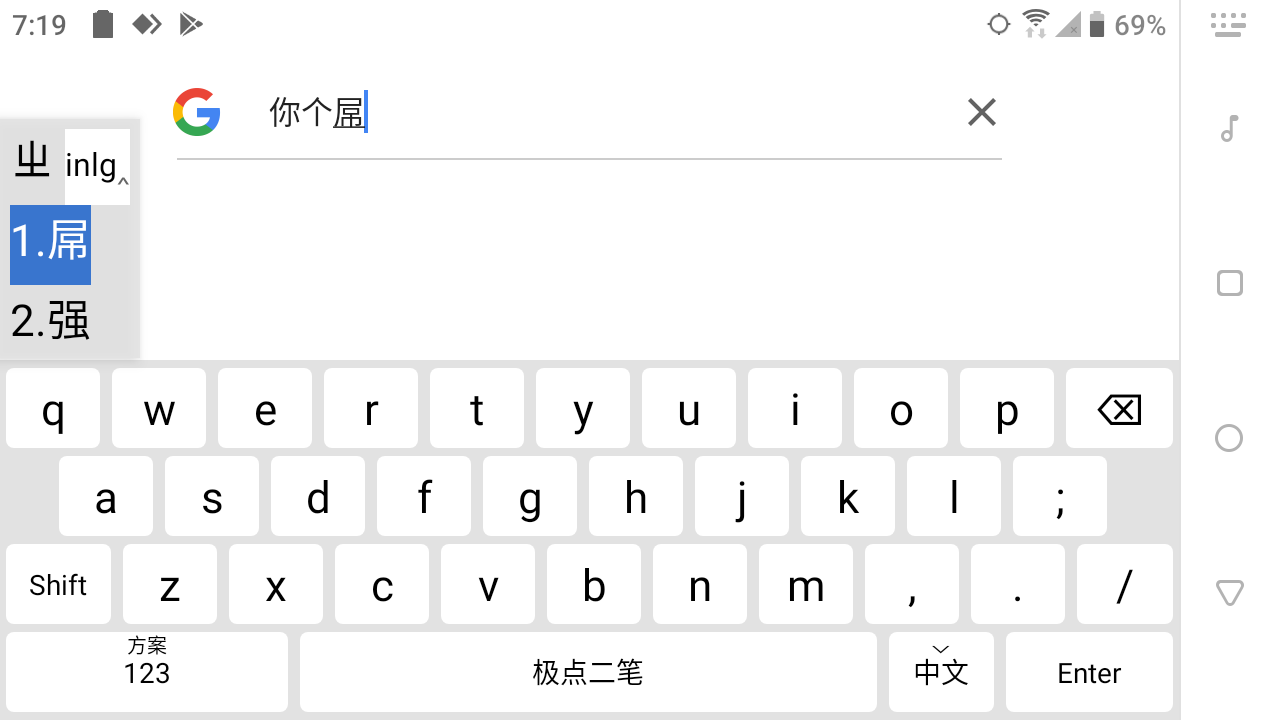 7:19
69%
你个屌
㞢 inlg^
1.屌
2.强
q w e r t y u i o p
a s d f g h j k l ;
Shift z x c v b n m , . /
方案
123 极点二笔 中文 Enter